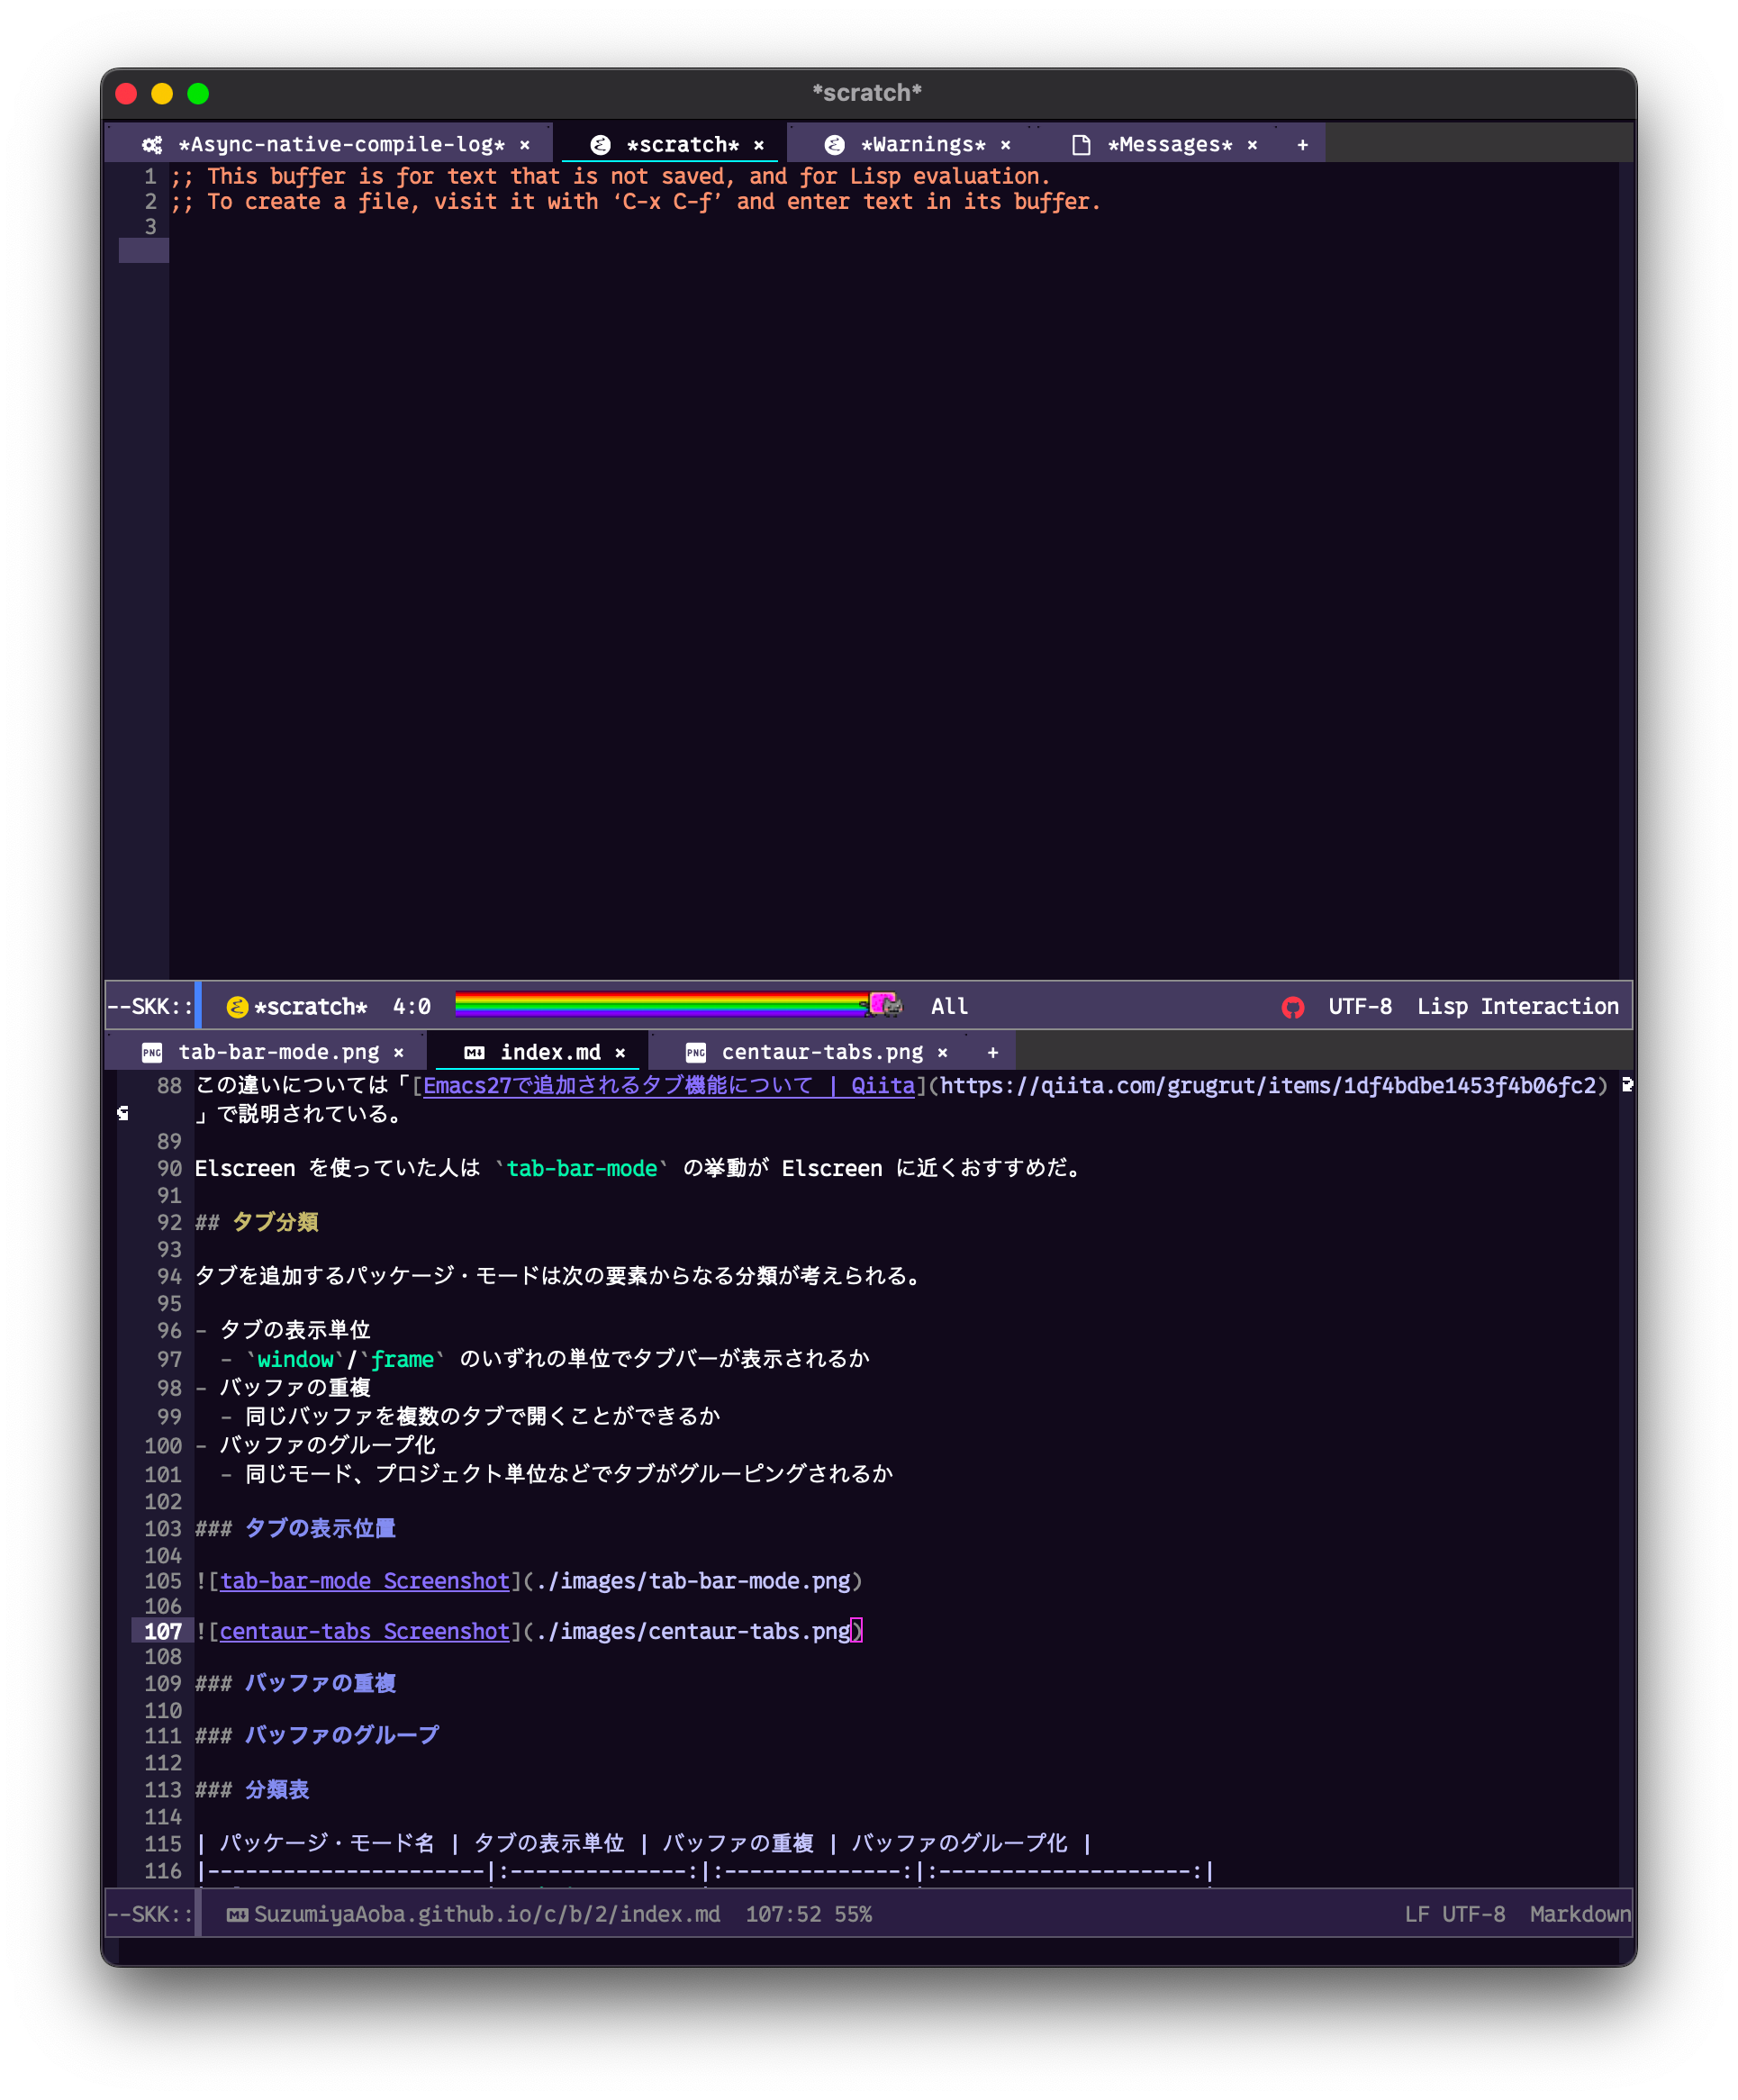 *scratch*
*Async-native-compile-log* × *scratch* × *Warnings* × *Messages* × +
1 ;; This buffer is for text that is not saved, and for Lisp evaluation.
2 ;; To create a file, visit it with ‘C-x C-f’ and enter text in its buffer.
3
--SKK:: *scratch* 4:0 All UTF-8 Lisp Interaction
PNG tab-bar-mode.png × index.md × PNG centaur-tabs.png × +
88 この違いについては「[Emacs27で追加されるタブ機能について | Qiita](https://qiita.com/grugrut/items/1df4bdbe1453f4b06fc2)
」で説明されている。
89
90 Elscreen を使っていた人は `tab-bar-mode` の挙動が Elscreen に近くおすすめだ。
91
92 ## タブ分類
93
94 タブを追加するパッケージ・モードは次の要素からなる分類が考えられる。
95
96 - タブの表示単位
97   - `window`/`frame` のいずれの単位でタブバーが表示されるか
98 - バッファの重複
99   - 同じバッファを複数のタブで開くことができるか
100 - バッファのグループ化
101   - 同じモード、プロジェクト単位などでタブがグルーピングされるか
102
103 ### タブの表示位置
104
105 ![tab-bar-mode Screenshot](./images/tab-bar-mode.png)
106
107 ![centaur-tabs Screenshot](./images/centaur-tabs.png)
108
109 ### バッファの重複
110
111 ### バッファのグループ
112
113 ### 分類表
114
115 | パッケージ・モード名 | タブの表示単位 | バッファの重複 | バッファのグループ化 |
116 |----------------------|:--------------:|:--------------:|:--------------------:|
--SKK:: SuzumiyaAoba.github.io/c/b/2/index.md 107:52 55% LF UTF-8 Markdown